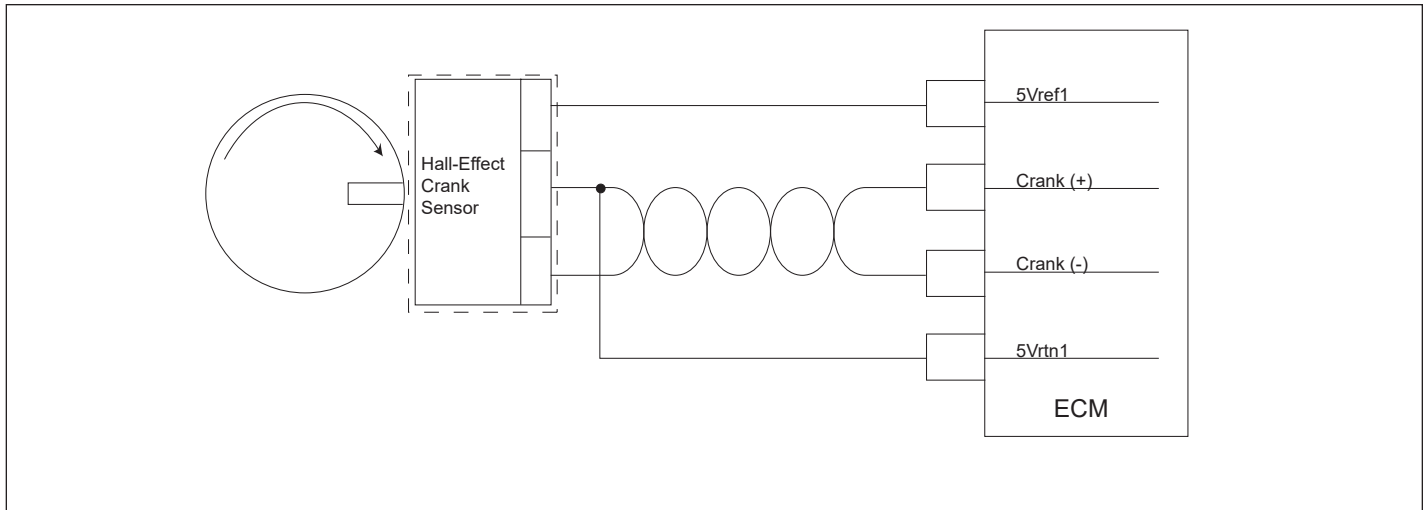 5Vref1
Hall-Effect
Crank
Sensor
Crank (+)
Crank (-)
5Vrtn1
ECM